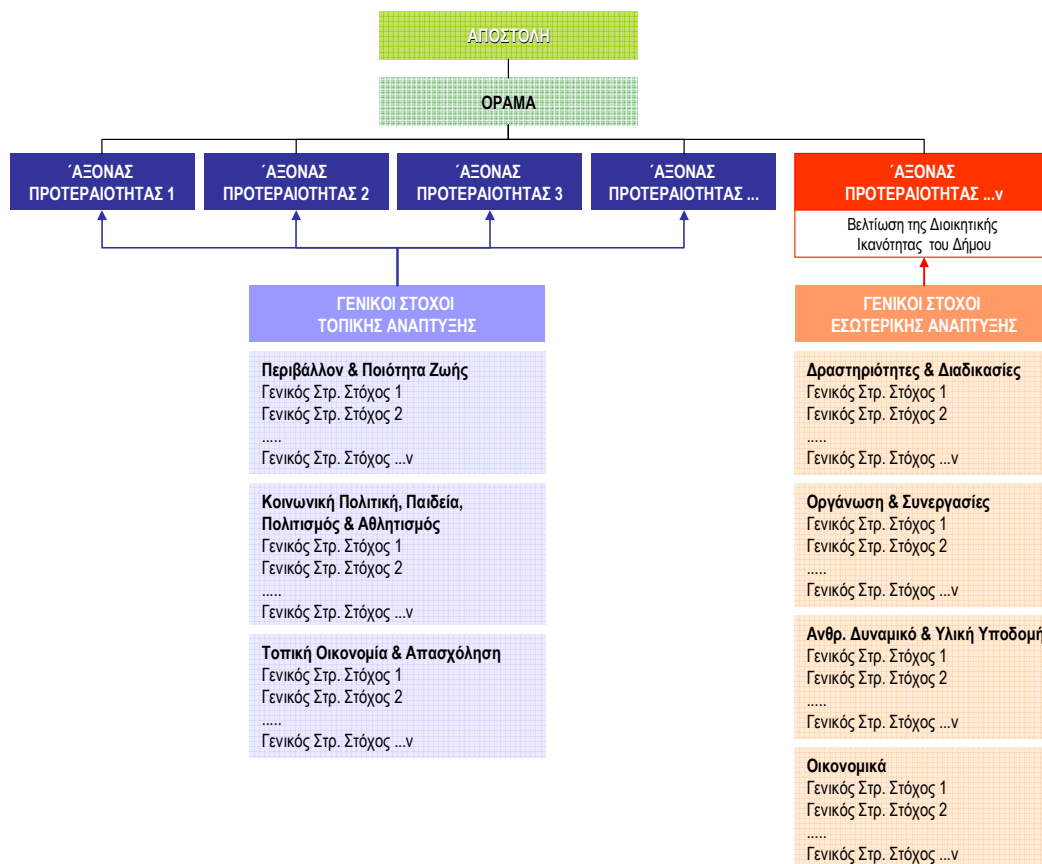 ΑΠΟΣΤΟΛΗ
ΟΡΑΜΑ
΄ΑΞΟΝΑΣ
ΠΡΟΤΕΡΑΙΟΤΗΤΑΣ 1
΄ΑΞΟΝΑΣ
ΠΡΟΤΕΡΑΙΟΤΗΤΑΣ 2
΄ΑΞΟΝΑΣ
ΠΡΟΤΕΡΑΙΟΤΗΤΑΣ 3
΄ΑΞΟΝΑΣ
ΠΡΟΤΕΡΑΙΟΤΗΤΑΣ ...
΄ΑΞΟΝΑΣ
ΠΡΟΤΕΡΑΙΟΤΗΤΑΣ ...ν
Βελτίωση της Διοικητικής
Ικανότητας του Δήμου
ΓΕΝΙΚΟΙ ΣΤΟΧΟΙ
ΤΟΠΙΚΗΣ ΑΝΑΠΤΥΞΗΣ
Περιβάλλον & Ποιότητα Ζωής
Γενικός Στρ. Στόχος 1
Γενικός Στρ. Στόχος 2
.....
Γενικός Στρ. Στόχος ...ν
Κοινωνική Πολιτική, Παιδεία,
Πολιτισμός & Αθλητισμός
Γενικός Στρ. Στόχος 1
Γενικός Στρ. Στόχος 2
.....
Γενικός Στρ. Στόχος ...ν
Τοπική Οικονομία & Απασχόληση
Γενικός Στρ. Στόχος 1
Γενικός Στρ. Στόχος 2
.....
Γενικός Στρ. Στόχος ...ν
ΓΕΝΙΚΟΙ ΣΤΟΧΟΙ
ΕΣΩΤΕΡΙΚΗΣ ΑΝΑΠΤΥΞΗΣ
Δραστηριότητες & Διαδικασίες
Γενικός Στρ. Στόχος 1
Γενικός Στρ. Στόχος 2
.....
Γενικός Στρ. Στόχος ...ν
Οργάνωση & Συνεργασίες
Γενικός Στρ. Στόχος 1
Γενικός Στρ. Στόχος 2
.....
Γενικός Στρ. Στόχος ...ν
Ανθρ. Δυναμικό & Υλική Υποδομή
Γενικός Στρ. Στόχος 1
Γενικός Στρ. Στόχος 2
.....
Γενικός Στρ. Στόχος ...ν
Οικονομικά
Γενικός Στρ. Στόχος 1
Γενικός Στρ. Στόχος 2
.....
Γενικός Στρ. Στόχος ...ν